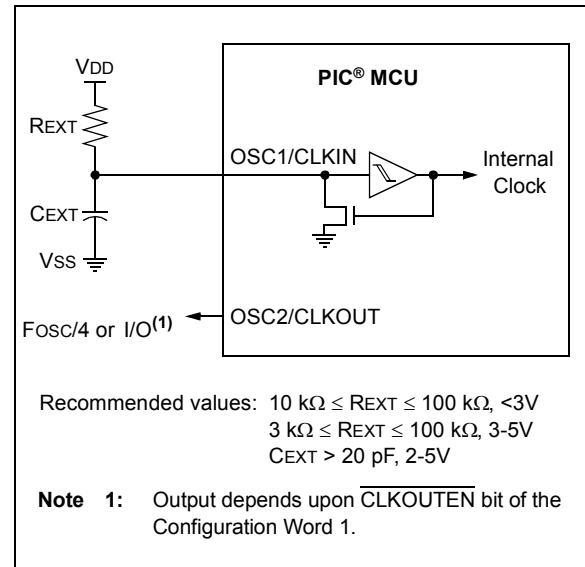 VDD
PIC® MCU
REXT
OSC1/CLKIN
Internal
Clock
CEXT
VSS
OSC2/CLKOUT
FOSC/4 or I/O(1)
Recommended values: 10 kΩ ≤ REXT ≤ 100 kΩ, <3V
3 kΩ ≤ REXT ≤ 100 kΩ, 3-5V
CEXT > 20 pF, 2-5V
Note 1: Output depends upon CLKOUTEN bit of the
Configuration Word 1.